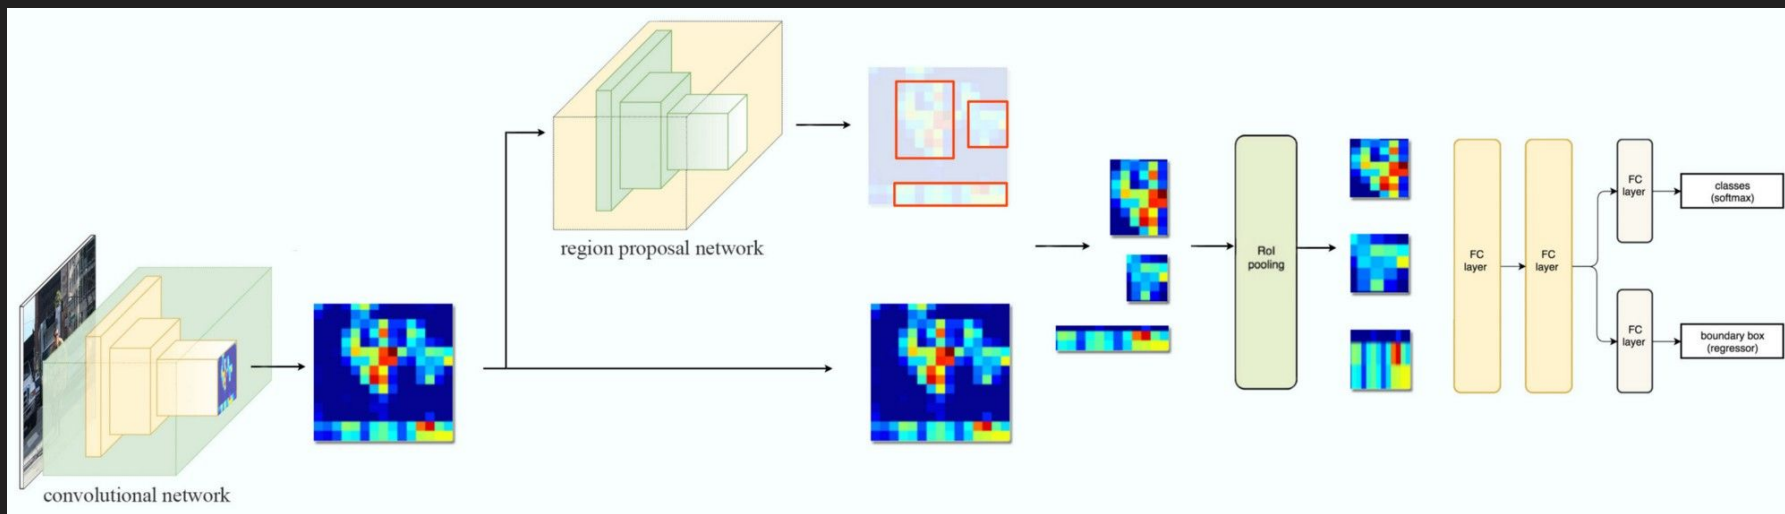 convolutional network
region proposal network
RoI
pooling
FC
layer
FC
layer
FC
layer
classes
(softmax)
FC
layer
boundary box
(regressor)